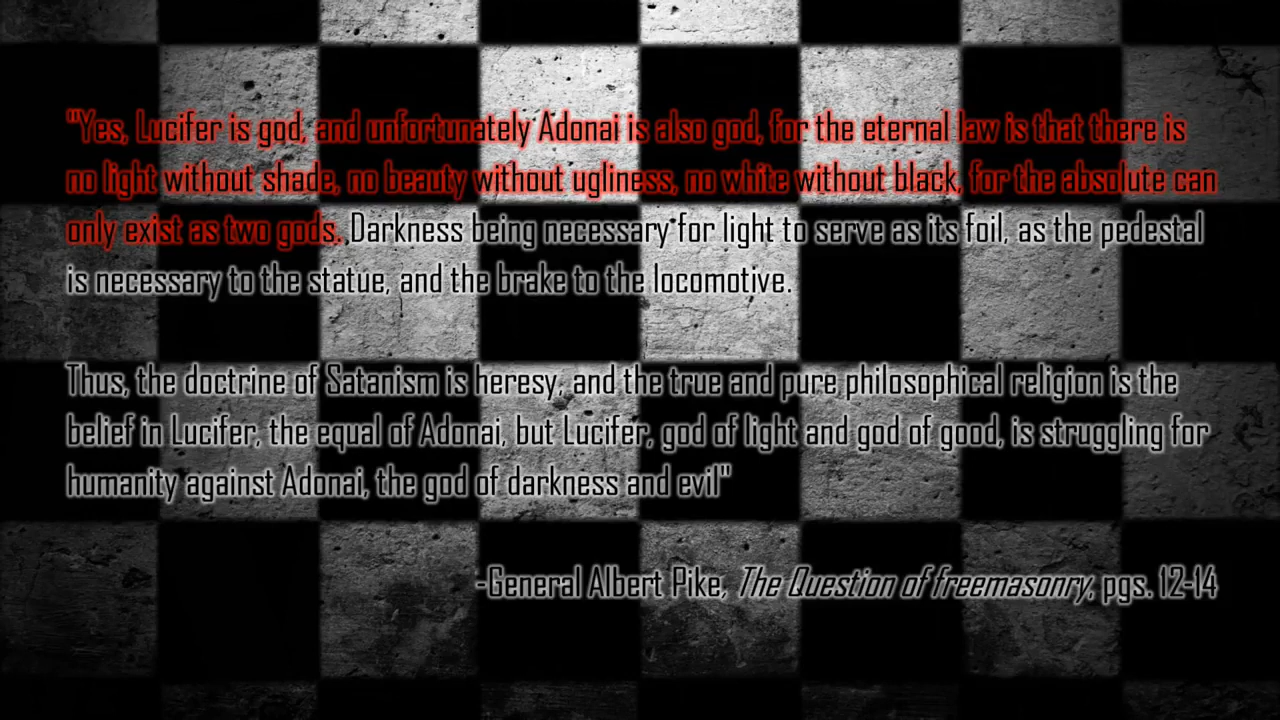 "Yes, Lucifer is god, and unfortunately Adonai is also god, for the eternal law is that there is
no light without shade, no beauty without ugliness, no white without black, for the absolute can
only exist as two gods. ,Darkness being necessary for light to serve as its foil, as the pedestal
is necessary to the statue, and the brake to the locomotive.
Thus, the doctrine of Satanism is heresy, and the true and pure philosophical religion is the
belief in Lucifer, the equal of Adonai, but Lucifer, god of light and god of good, is struggling for
humanity against Adonai, the god of darkness and evil"
-General Albert Pike, The Question of freemasonry, pgs. 12-14